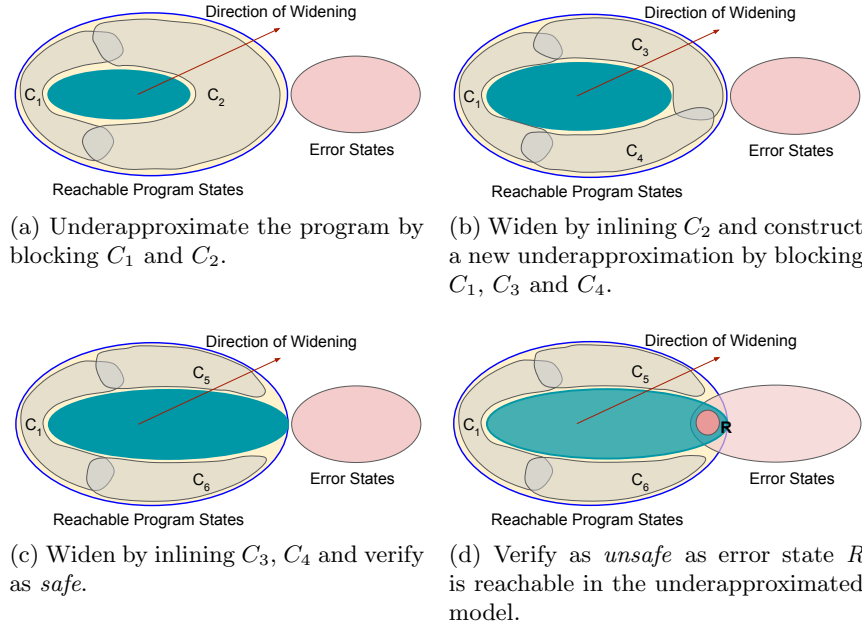 Direction of Widening
C1
C2
Error States
Reachable Program States
(a) Underapproximate the program by
blocking C1 and C2.
Direction of Widening
C3
C1
C4
Error States
Reachable Program States
(b) Widen by inlining C2 and construct
a new underapproximation by blocking
C1, C3 and C4.
Direction of Widening
C5
C1
C6
Error States
Reachable Program States
(c) Widen by inlining C3, C4 and verify
as safe.
Direction of Widening
C5
C1
R
C6
Error States
Reachable Program States
(d) Verify as unsafe as error state R
is reachable in the underapproximated
model.